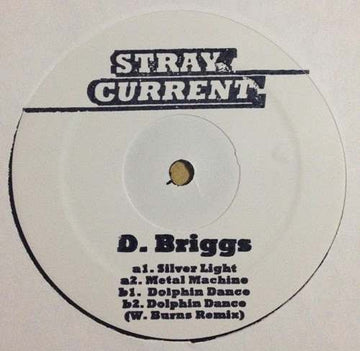 STRAY
CURRENT
D. Briggs
a1. Silver Light
a2. Metal Machine
b1. Dolphin Dance
b2. Dolphin Dance
(W. Burns Remix)